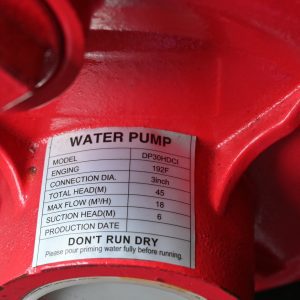 WATER PUMP
MODEL DP30HDCI
ENGING 192F
CONNECTION DIA. 3inch
TOTAL HEAD(M) 45
MAX FLOW (M³/H) 18
SUCTION HEAD(M) 6
PRODUCTION DATE
DON'T RUN DRY
Please pour priming water fully before running.